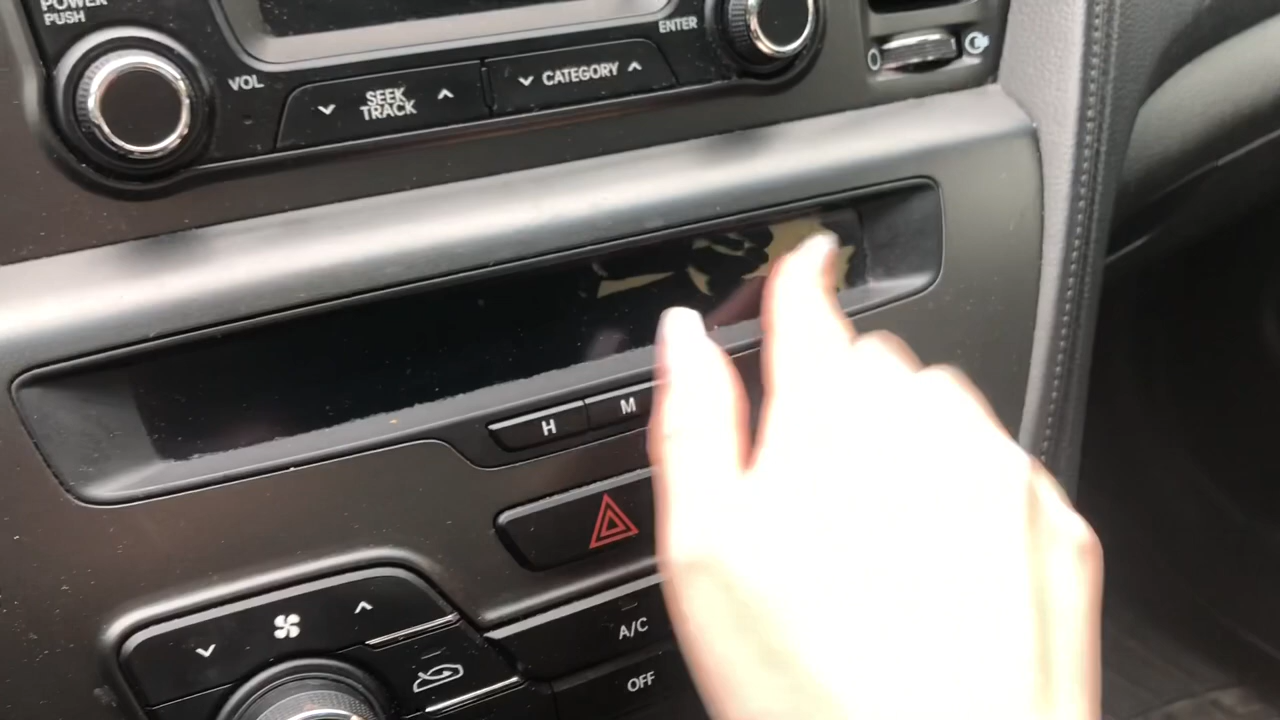 POWER
PUSH
VOL
SEEK
TRACK
CATEGORY
ENTER
H
M
A/C
OFF